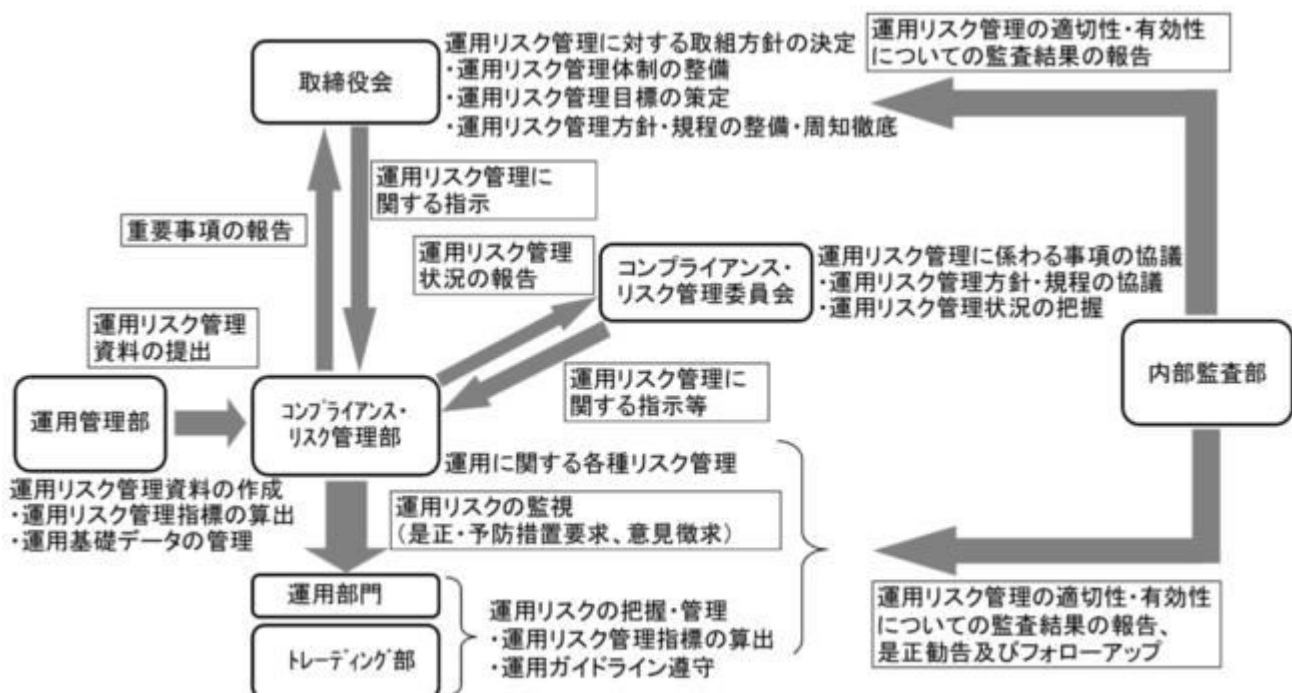 取締役会
運用リスク管理に対する取組方針の決定
・運用リスク管理体制の整備
・運用リスク管理目標の策定
・運用リスク管理方針・規程の整備・周知徹底
運用リスク管理の適切性・有効性
についての監査結果の報告
重要事項の報告
運用リスク管理に
関する指示
運用リスク管理
状況の報告
コンプライアンス・
リスク管理委員会
運用リスク管理に係わる事項の協議
・運用リスク管理方針・規程の協議
・運用リスク管理状況の把握
運用リスク管理
資料の提出
運用リスク管理に
関する指示等
内部監査部
運用管理部
コンプライアンス・
リスク管理部
運用に関する各種リスク管理
運用リスク管理資料の作成
・運用リスク管理指標の算出
・運用基礎データの管理
運用リスクの監視
(是正・予防措置要求、意見徴求)
運用部門
トレーディング部
運用リスクの把握・管理
・運用リスク管理指標の算出
・運用ガイドライン遵守
運用リスク管理の適切性・有効性
についての監査結果の報告、
是正勧告及びフォローアップ